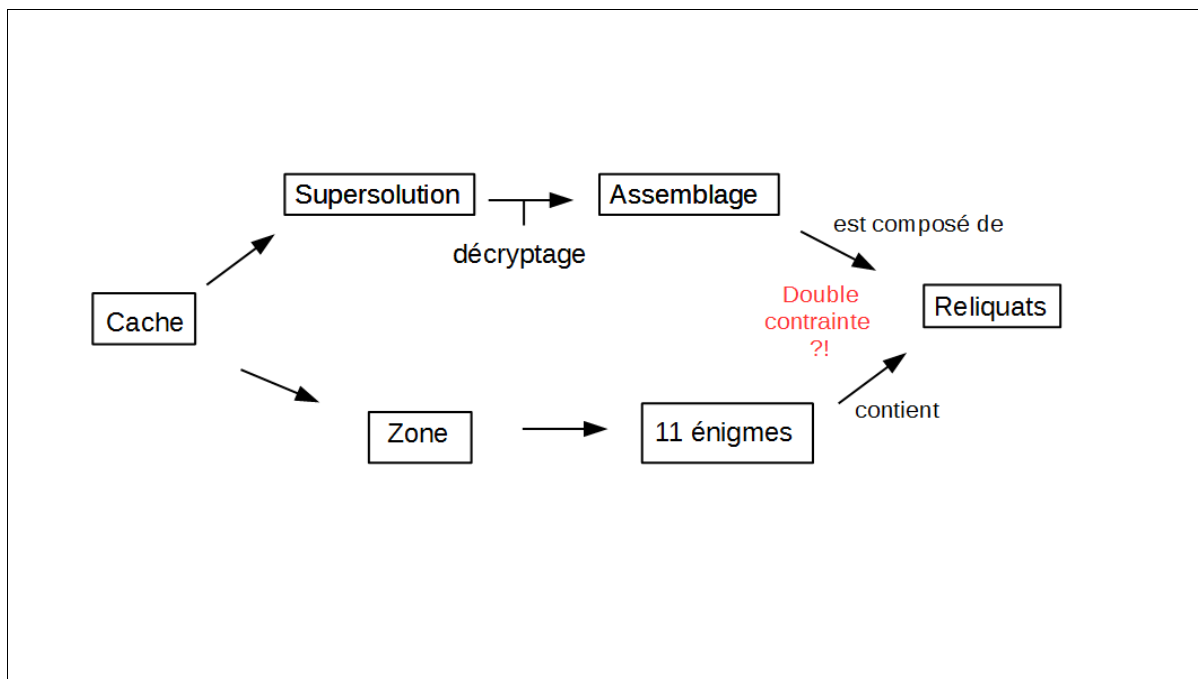 Supersolution
Assemblage
est composé de
décryptage
Double
contrainte
?!
Reliquats
Cache
Zone
11 énigmes
contient